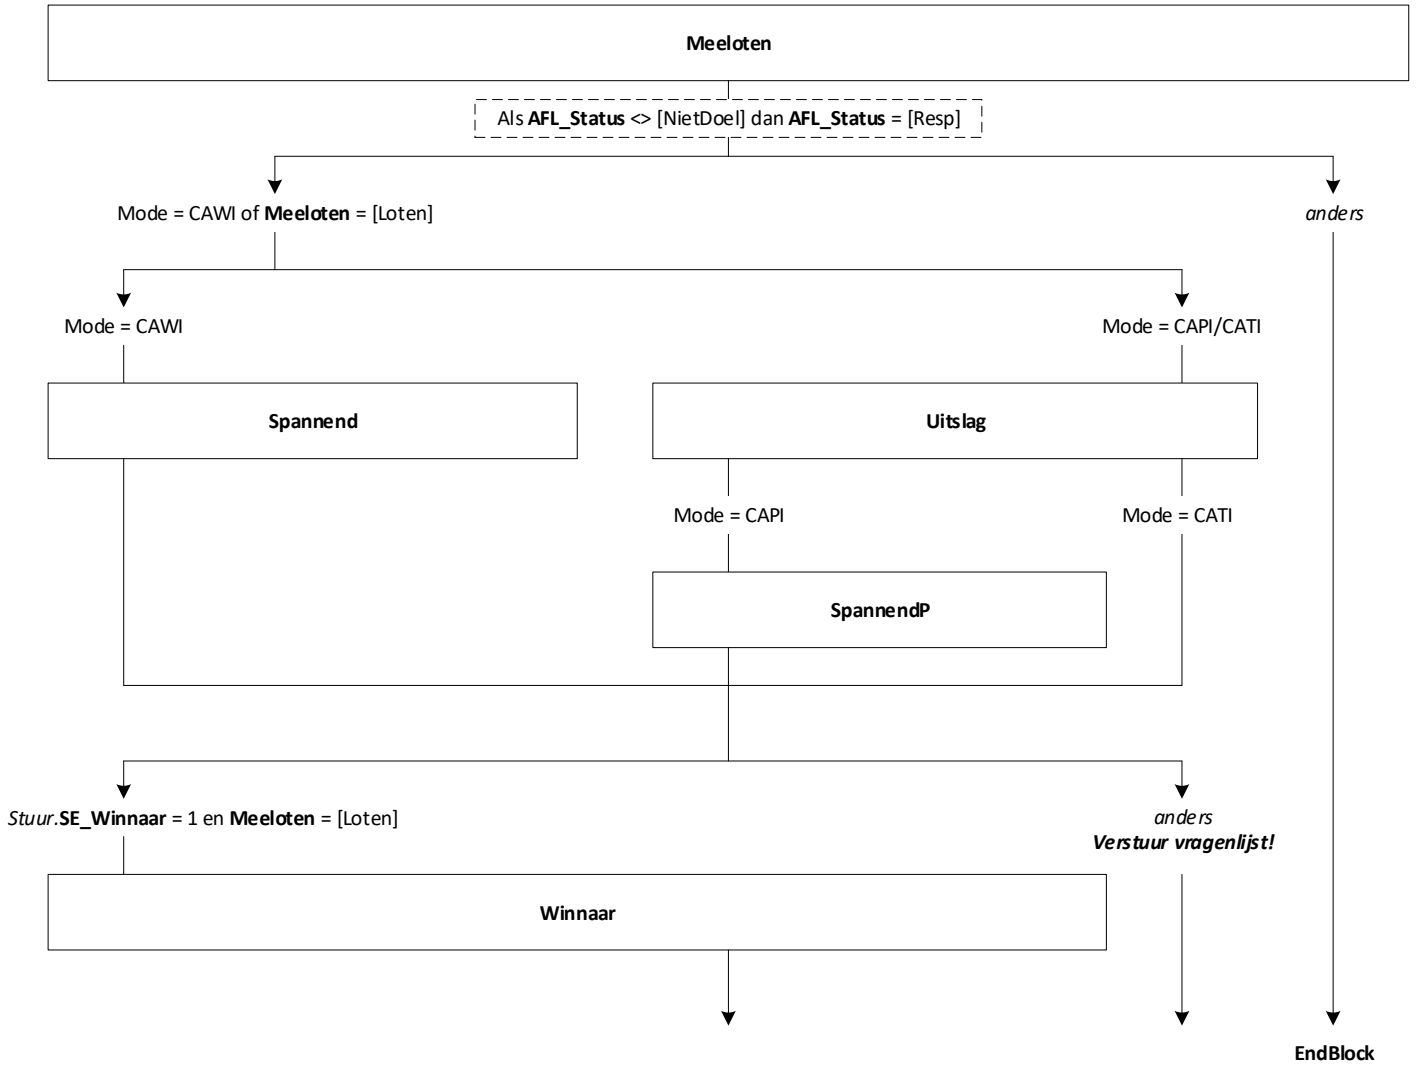 Meeloten
Als AFL_Status <> [NietDoel] dan AFL_Status = [Resp]
Mode = CAWI of Meeloten = [Loten]
anders
Mode = CAWI
Mode = CAPI/CATI
Spannend
Uitslag
Mode = CAPI
Mode = CATI
SpannendP
Stuur.SE_Winnaar = 1 en Meeloten = [Loten]
anders
Verstuur vragenlijst!
Winnaar
EndBlock